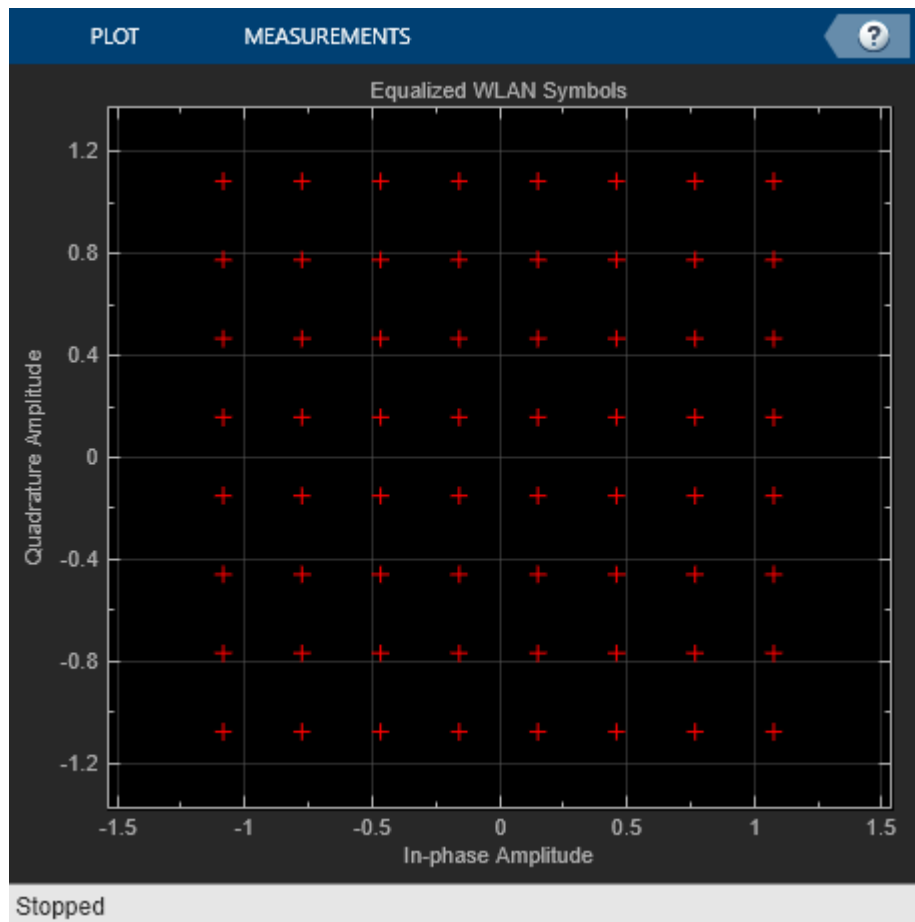 PLOT MEASUREMENTS ?
Equalized WLAN Symbols
1.2
0.8
0.4
0
-0.4
-0.8
-1.2
Quadrature Amplitude
-1.5 -1 -0.5 0 0.5 1 1.5
In-phase Amplitude
Stopped